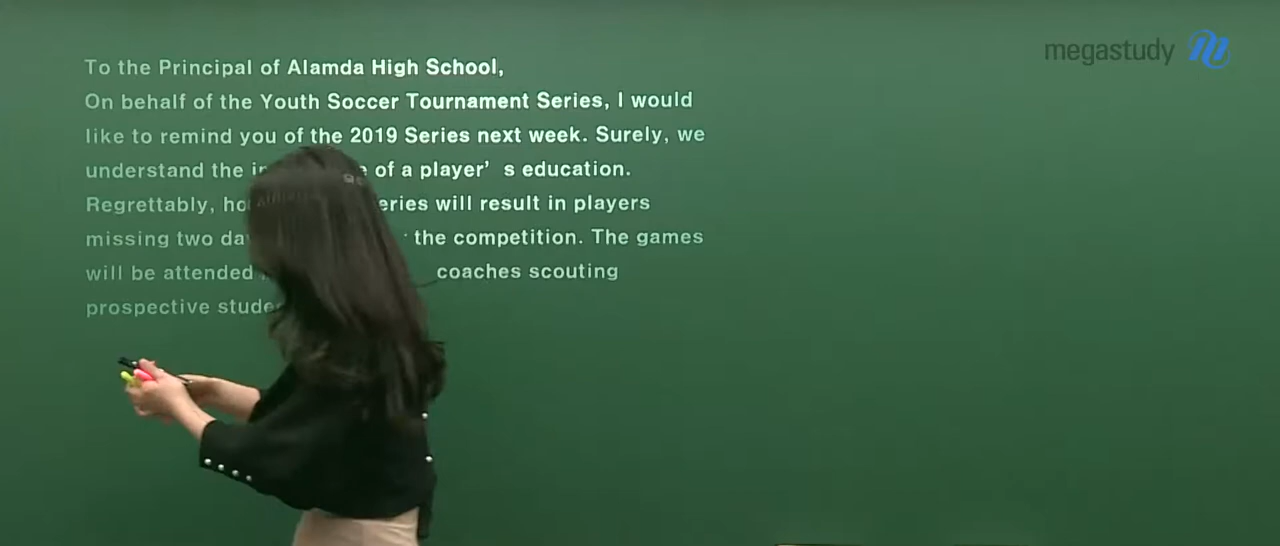 megastudy
To the Principal of Alamda High School,
On behalf of the Youth Soccer Tournament Series, I would
like to remind you of the 2019 Series next week. Surely, we
understand the of a player's education.
Regrettably, will result in players
missing two the competition. The games
will be attended coaches scouting
prospective